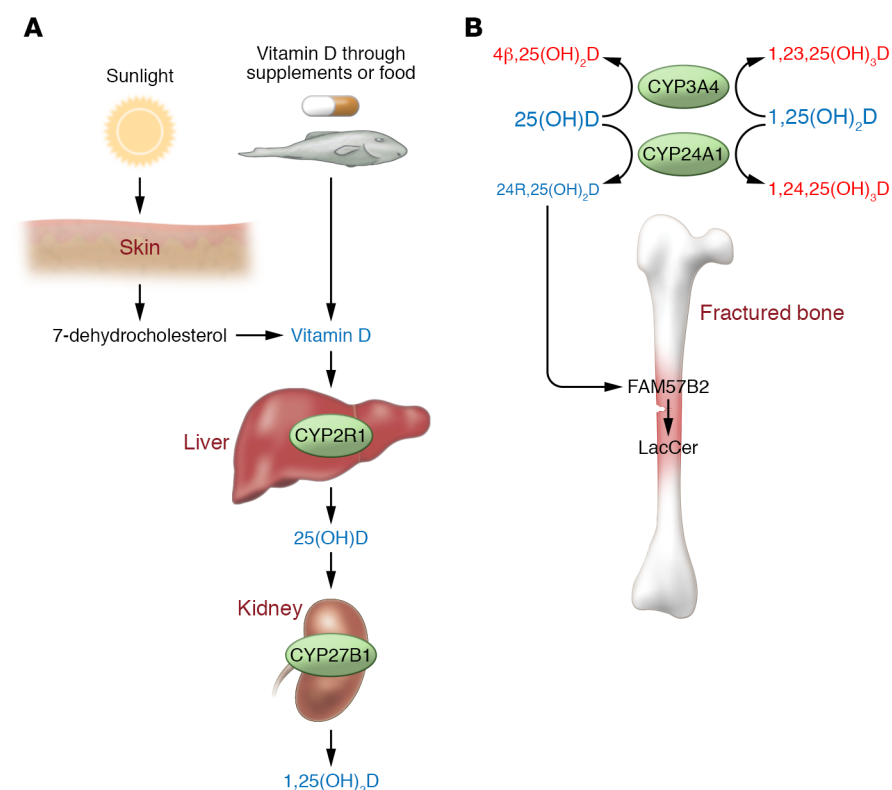 A
Sunlight
Vitamin D through
supplements or food
Skin
7-dehydrocholesterol
Vitamin D
Liver
CYP2R1
25(OH)D
Kidney
CYP27B1
1,25(OH)₂D
B
4β,25(OH)₂D
1,23,25(OH)₃D
CYP3A4
25(OH)D
1,25(OH)₂D
CYP24A1
24R,25(OH)₂D
1,24,25(OH)₃D
Fractured bone
FAM57B2
LacCer